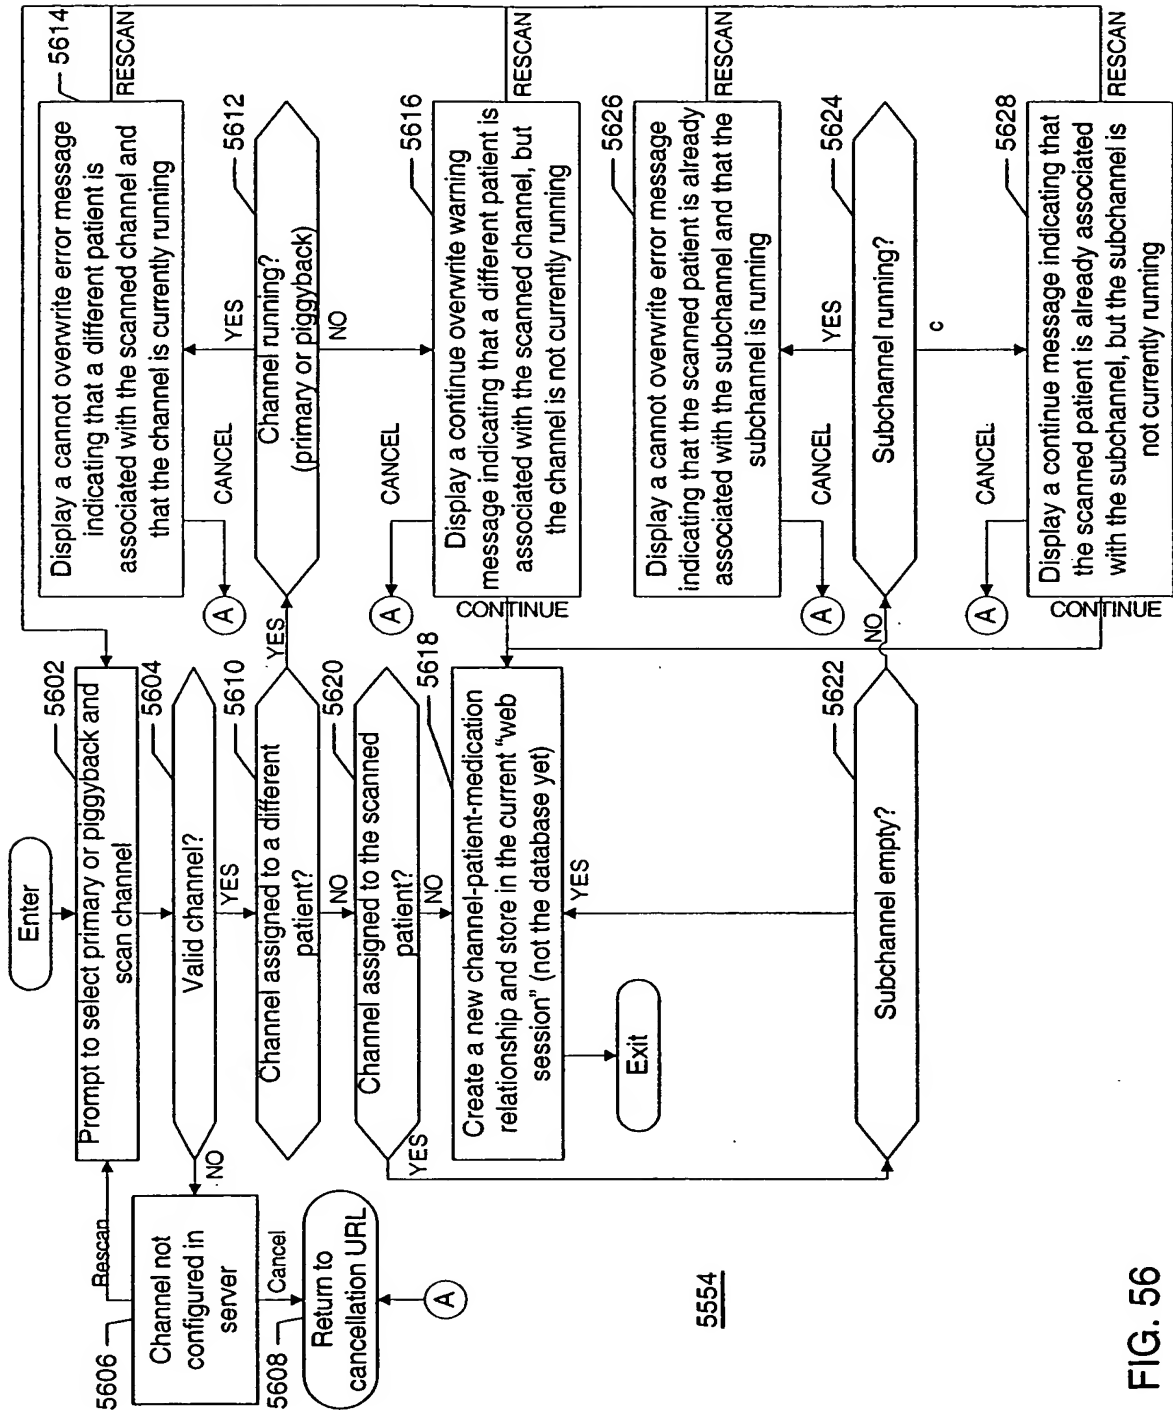 Enter
5602
Prompt to select primary or piggyback and
scan channel
5604
Valid channel?
NO
YES
Rescan
5606
Channel not
configured in
server
Cancel
5608
Return to
cancellation URL
A
5610
Channel assigned to a different
patient?
YES
NO
5620
Channel assigned to the scanned
patient?
YES
NO
5618
Create a new channel-patient-medication
relationship and store in the current "web
session" (not the database yet)
Exit
YES
5622
Subchannel empty?
NO
5614
Display a cannot overwrite error message
indicating that a different patient is
associated with the scanned channel and
that the channel is currently running
RESCAN
CANCEL
A
YES
5612
Channel running?
(primary or piggyback)
NO
5616
CANCEL
A
Display a continue overwrite warning
message indicating that a different patient is
associated with the scanned channel, but
the channel is not currently running
RESCAN
CONTINUE
5626
Display a cannot overwrite error message
indicating that the scanned patient is already
associated with the subchannel and that the
subchannel is running
RESCAN
CANCEL
A
YES
5624
Subchannel running?
c
5628
CANCEL
A
Display a continue message indicating that
the scanned patient is already associated
with the subchannel, but the subchannel is
not currently running
RESCAN
CONTINUE
5554
FIG. 56